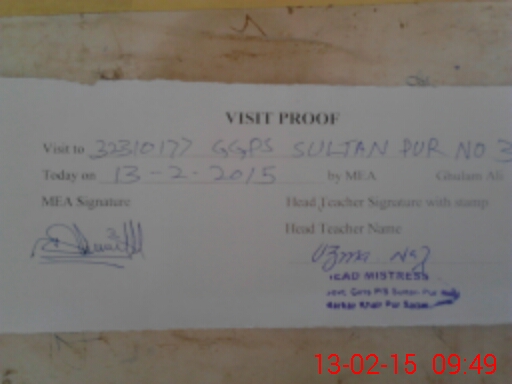 VISIT PROOF
Visit to 32310177 GGPS SULTAN PUR NO 3
Today on 13-2-2015 by MEA Ghulam Ali
MEA Signature Head Teacher Signature with stamp
Head Teacher Name
Uzma Naz
HEAD MISTRESS
13-02-15 09:49